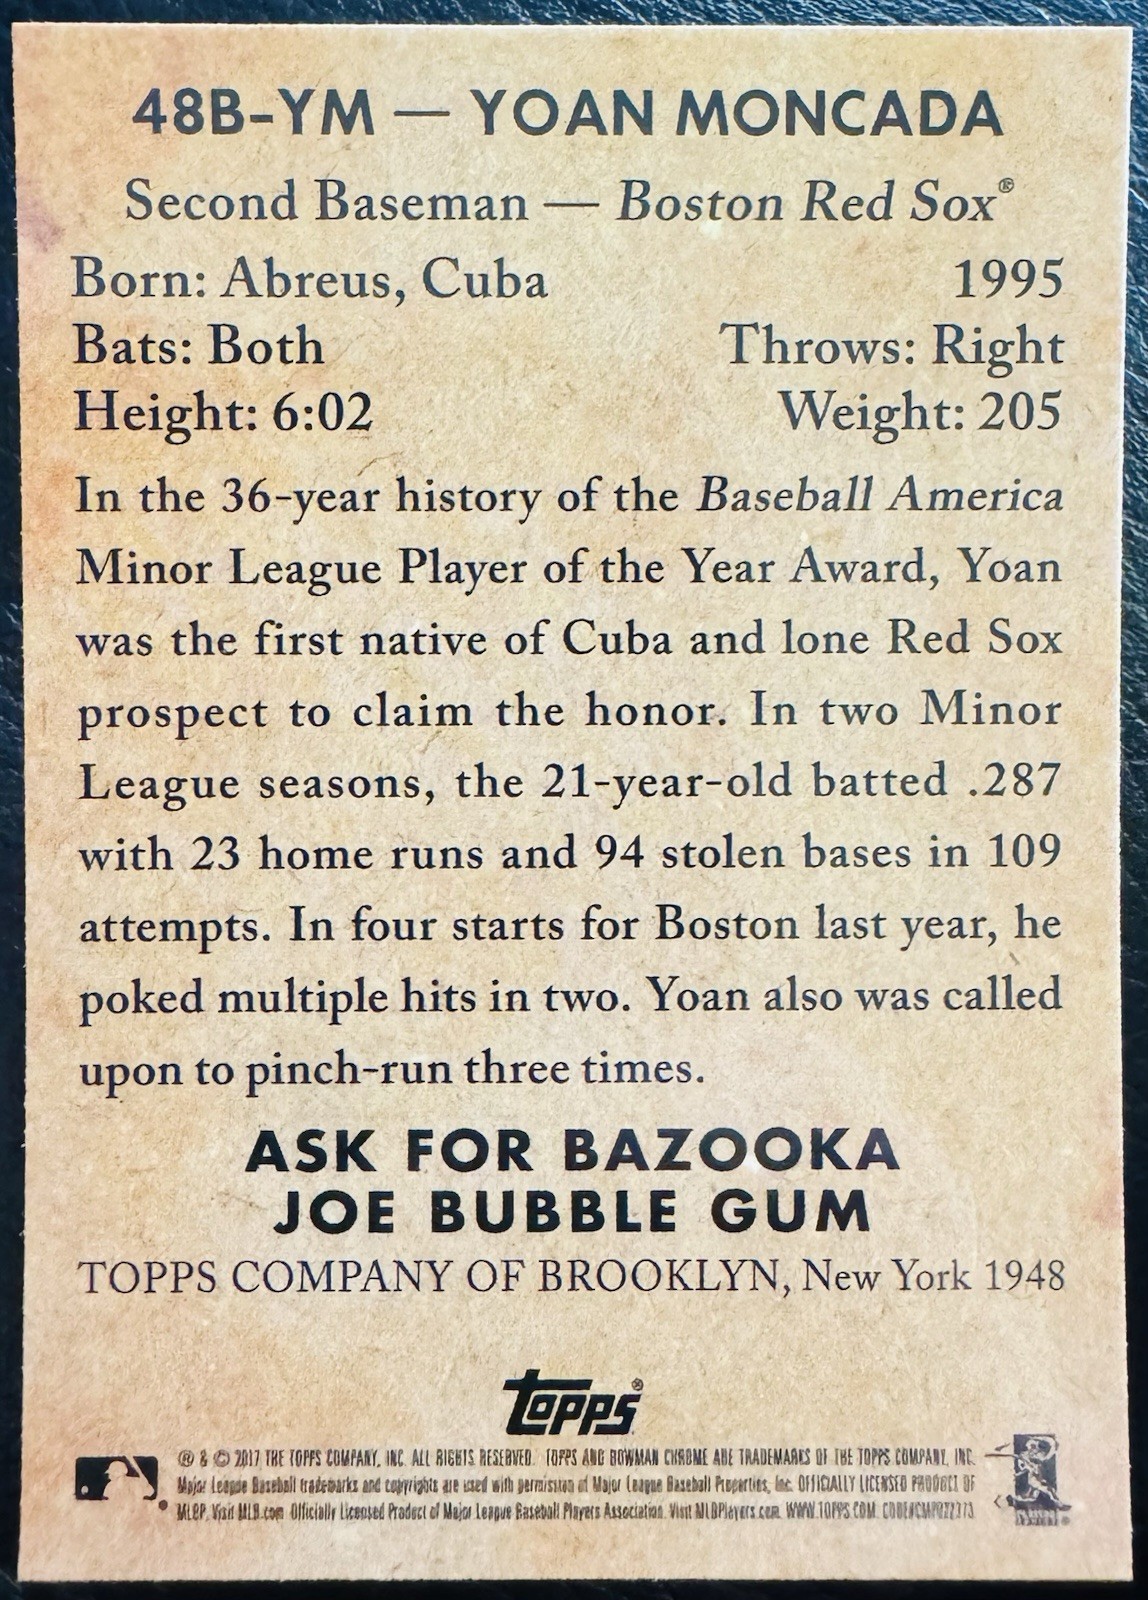 48B-YM — YOAN MONCADA
Second Baseman — Boston Red Sox®
Born: Abreus, Cuba 1995
Bats: Both Throws: Right
Height: 6:02 Weight: 205
In the 36-year history of the Baseball America
Minor League Player of the Year Award, Yoan
was the first native of Cuba and lone Red Sox
prospect to claim the honor. In two Minor
League seasons, the 21-year-old batted .287
with 23 home runs and 94 stolen bases in 109
attempts. In four starts for Boston last year, he
poked multiple hits in two. Yoan also was called
upon to pinch-run three times.
ASK FOR BAZOOKA
JOE BUBBLE GUM
TOPPS COMPANY OF BROOKLYN, New York 1948
topps®
® & © 2017 THE TOPPS COMPANY, INC. ALL RIGHTS RESERVED. TOPPS AND BOWMAN CHROME ARE TRADEMARKS OF THE TOPPS COMPANY, INC.
Major League Baseball trademarks and copyrights are used with permission of Major League Baseball Properties, Inc. OFFICIALLY LICENSED PRODUCT OF
MLBP. Visit MLB.com Officially Licensed Product of Major League Baseball Players Association. Visit MLBPlayers.com. WWW.TOPPS.COM.